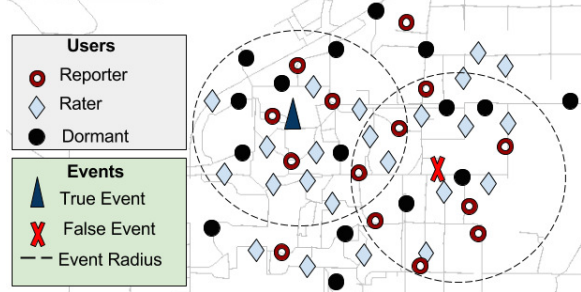 Users
Reporter
Rater
Dormant
Events
True Event
False Event
Event Radius